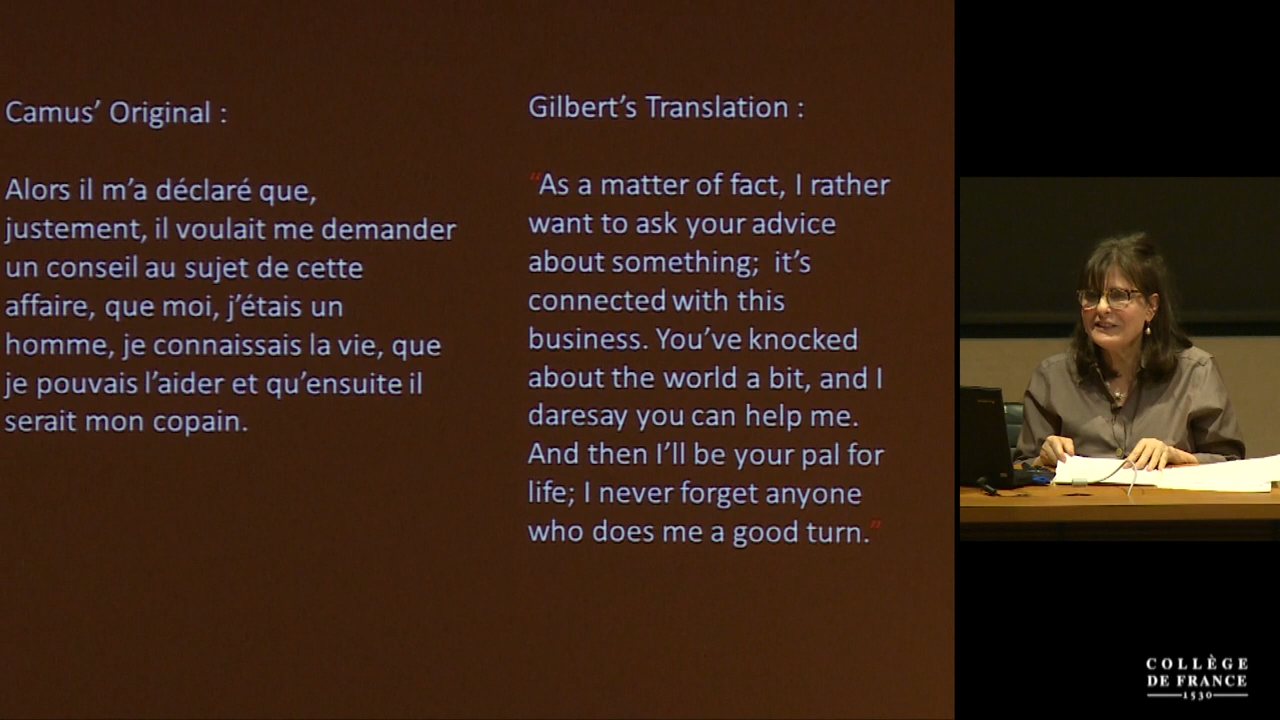 Camus’ Original :
Alors il m’a déclaré que,
justement, il voulait me demander
un conseil au sujet de cette
affaire, que moi, j’étais un
homme, je connaissais la vie, que
je pouvais l’aider et qu’ensuite il
serait mon copain.
Gilbert’s Translation :
“As a matter of fact, I rather
want to ask your advice
about something;  it’s
connected with this
business. You’ve knocked
about the world a bit, and I
daresay you can help me.
And then I’ll be your pal for
life; I never forget anyone
who does me a good turn.”
COLLÈGE
DE FRANCE
1530